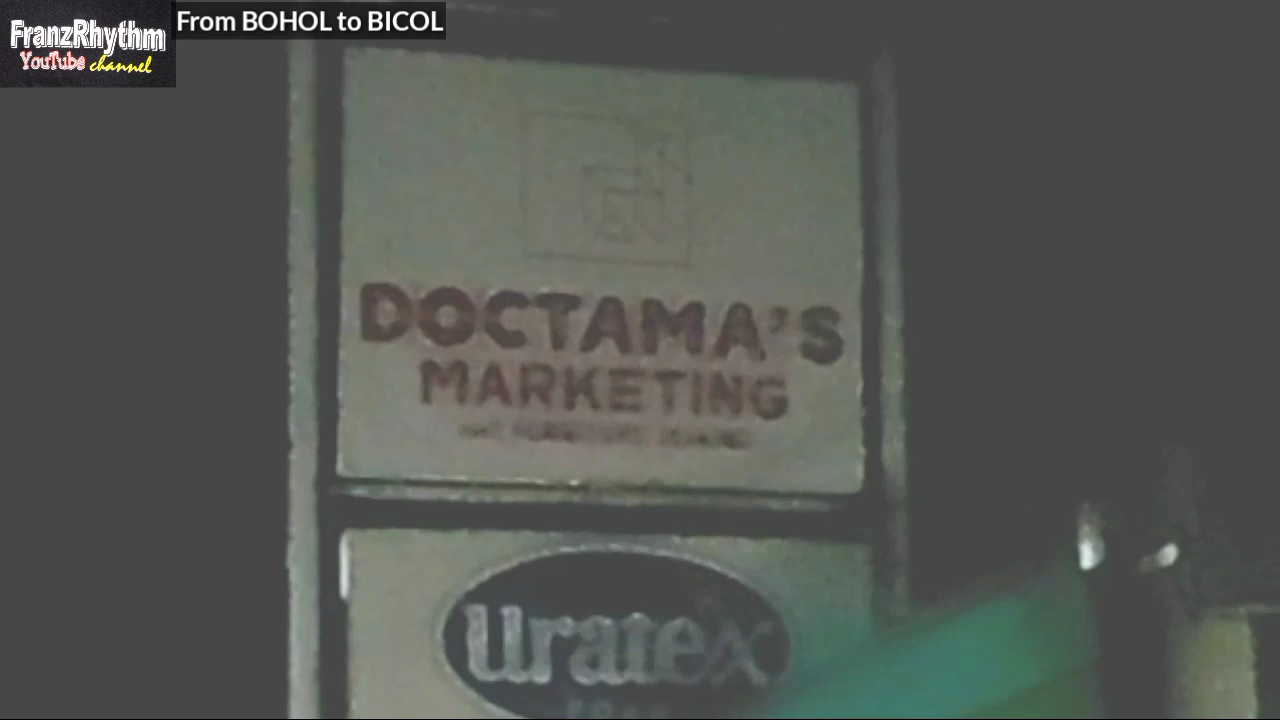 FranzRhythm
YouTube channel
From BOHOL to BICOL
DOCTAMA'S
MARKETING
Uratex